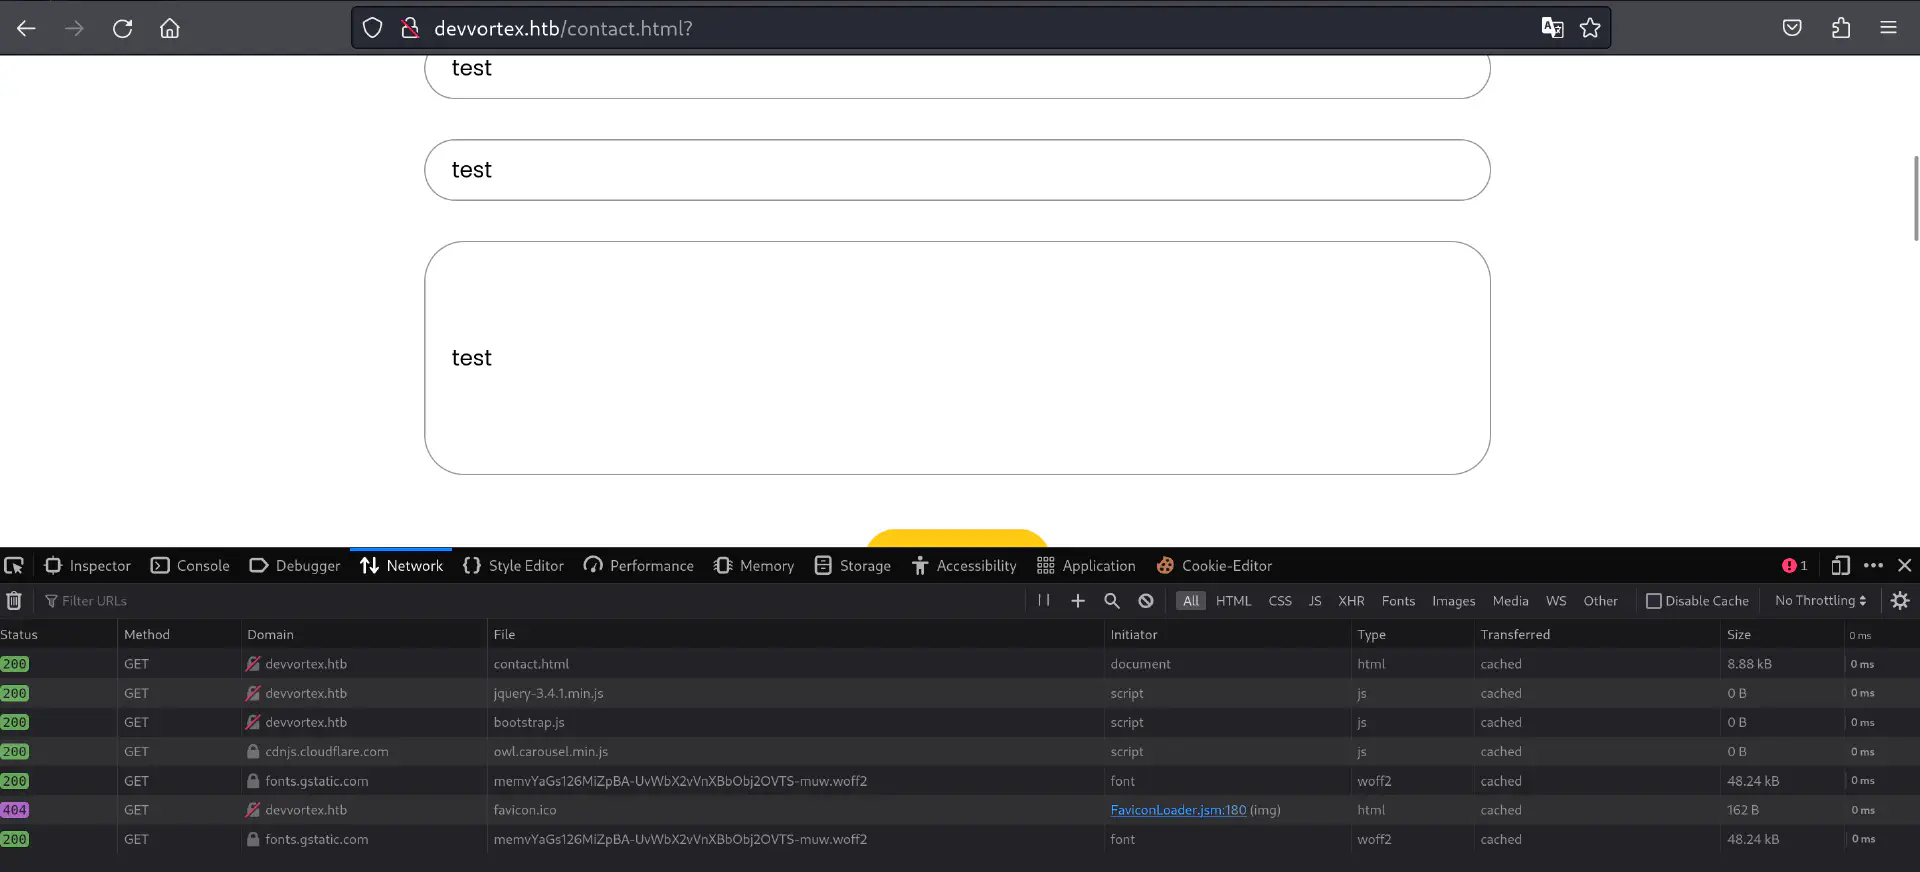 devvortex.htb/contact.html?
test
test
test
Inspector Console Debugger Network Style Editor Performance Memory Storage Accessibility Application Cookie-Editor 1
Filter URLs All HTML CSS JS XHR Fonts Images Media WS Other Disable Cache No Throttling
Status Method Domain File Initiator Type Transferred Size 0 ms
200 GET devvortex.htb contact.html document html cached 8.88 kB 0 ms
200 GET devvortex.htb jquery-3.4.1.min.js script js cached 0 B 0 ms
200 GET devvortex.htb bootstrap.js script js cached 0 B 0 ms
200 GET cdnjs.cloudflare.com owl.carousel.min.js script js cached 0 B 0 ms
200 GET fonts.gstatic.com memvYaGs126MiZpBA-UvWbX2vVnXBbObj2OVTS-muw.woff2 font woff2 cached 48.24 kB 0 ms
404 GET devvortex.htb favicon.ico FaviconLoader.jsm:180 (img) html cached 162 B 0 ms
200 GET fonts.gstatic.com memvYaGs126MiZpBA-UvWbX2vVnXBbObj2OVTS-muw.woff2 font woff2 cached 48.24 kB 0 ms